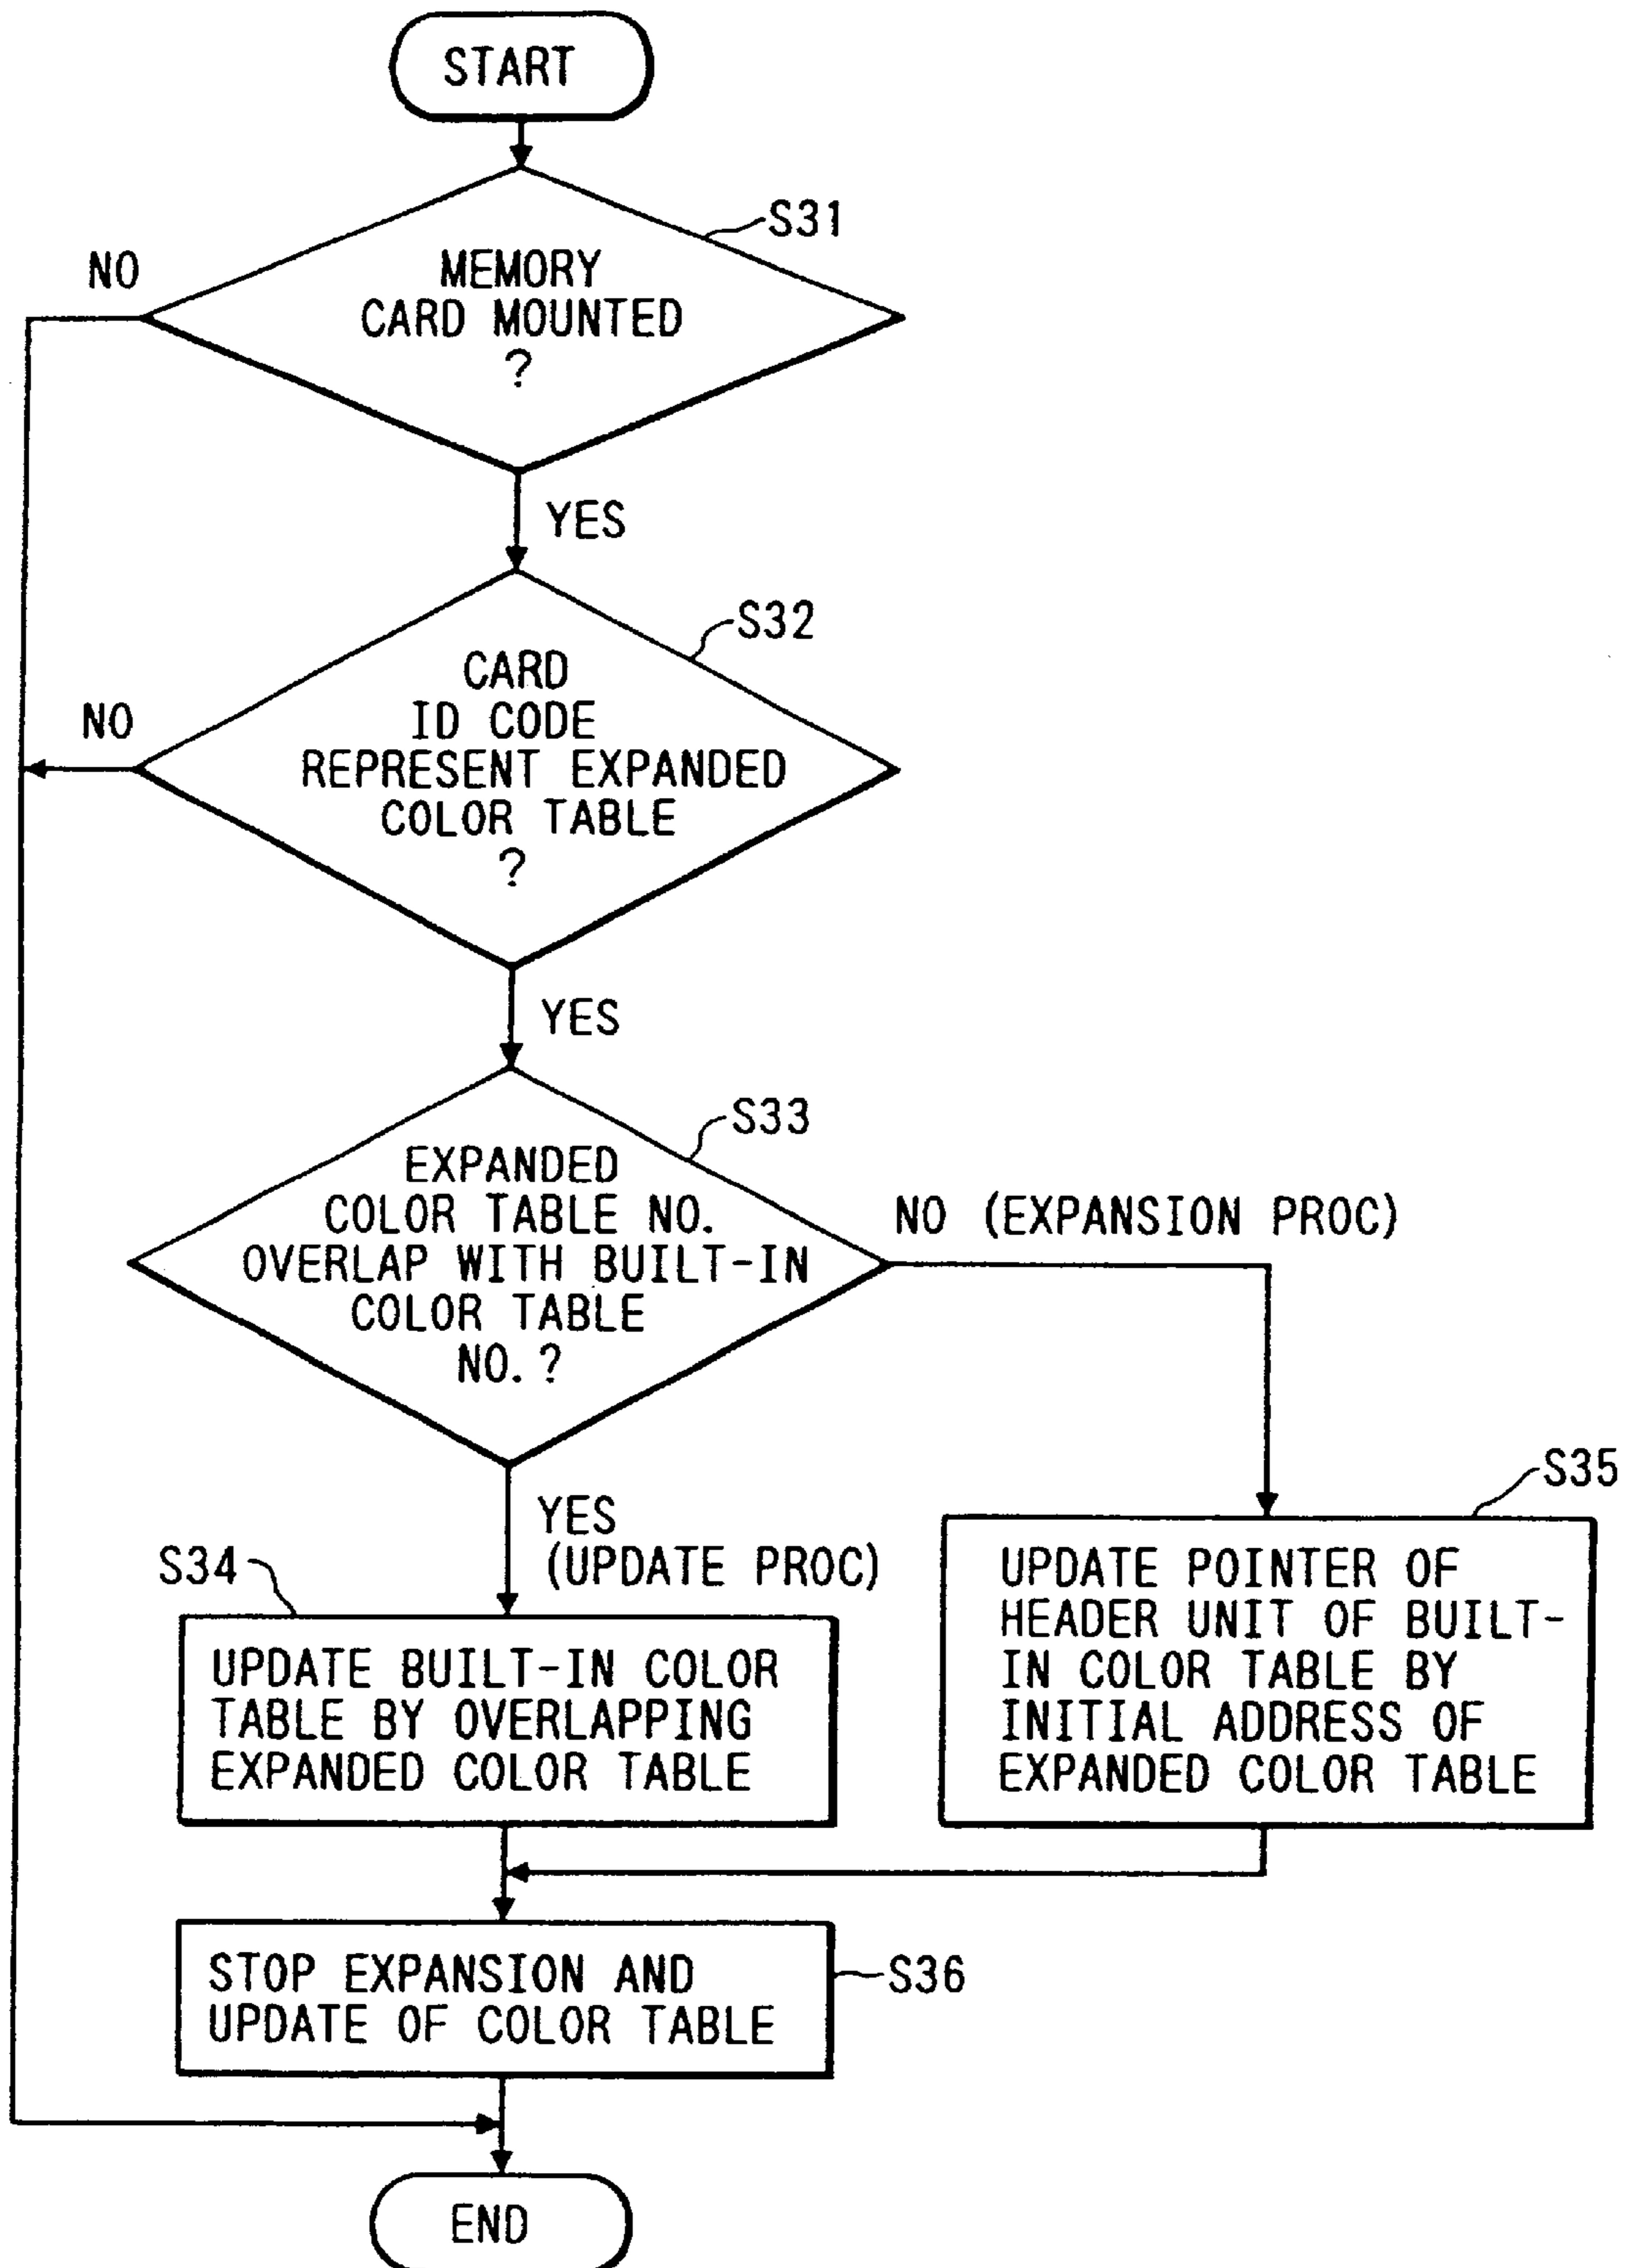 START
S31
NO
MEMORY
CARD MOUNTED
?
YES
S32
CARD
ID CODE
NO
REPRESENT EXPANDED
COLOR TABLE
?
YES
S33
EXPANDED
COLOR TABLE NO.
NO (EXPANSION PROC)
OVERLAP WITH BUILT-IN
COLOR TABLE
NO. ?
S35
YES
(UPDATE PROC)
S34
UPDATE POINTER OF
HEADER UNIT OF BUILT-
IN COLOR TABLE BY
INITIAL ADDRESS OF
EXPANDED COLOR TABLE
UPDATE BUILT-IN COLOR
TABLE BY OVERLAPPING
EXPANDED COLOR TABLE
STOP EXPANSION AND
UPDATE OF COLOR TABLE
S36
END